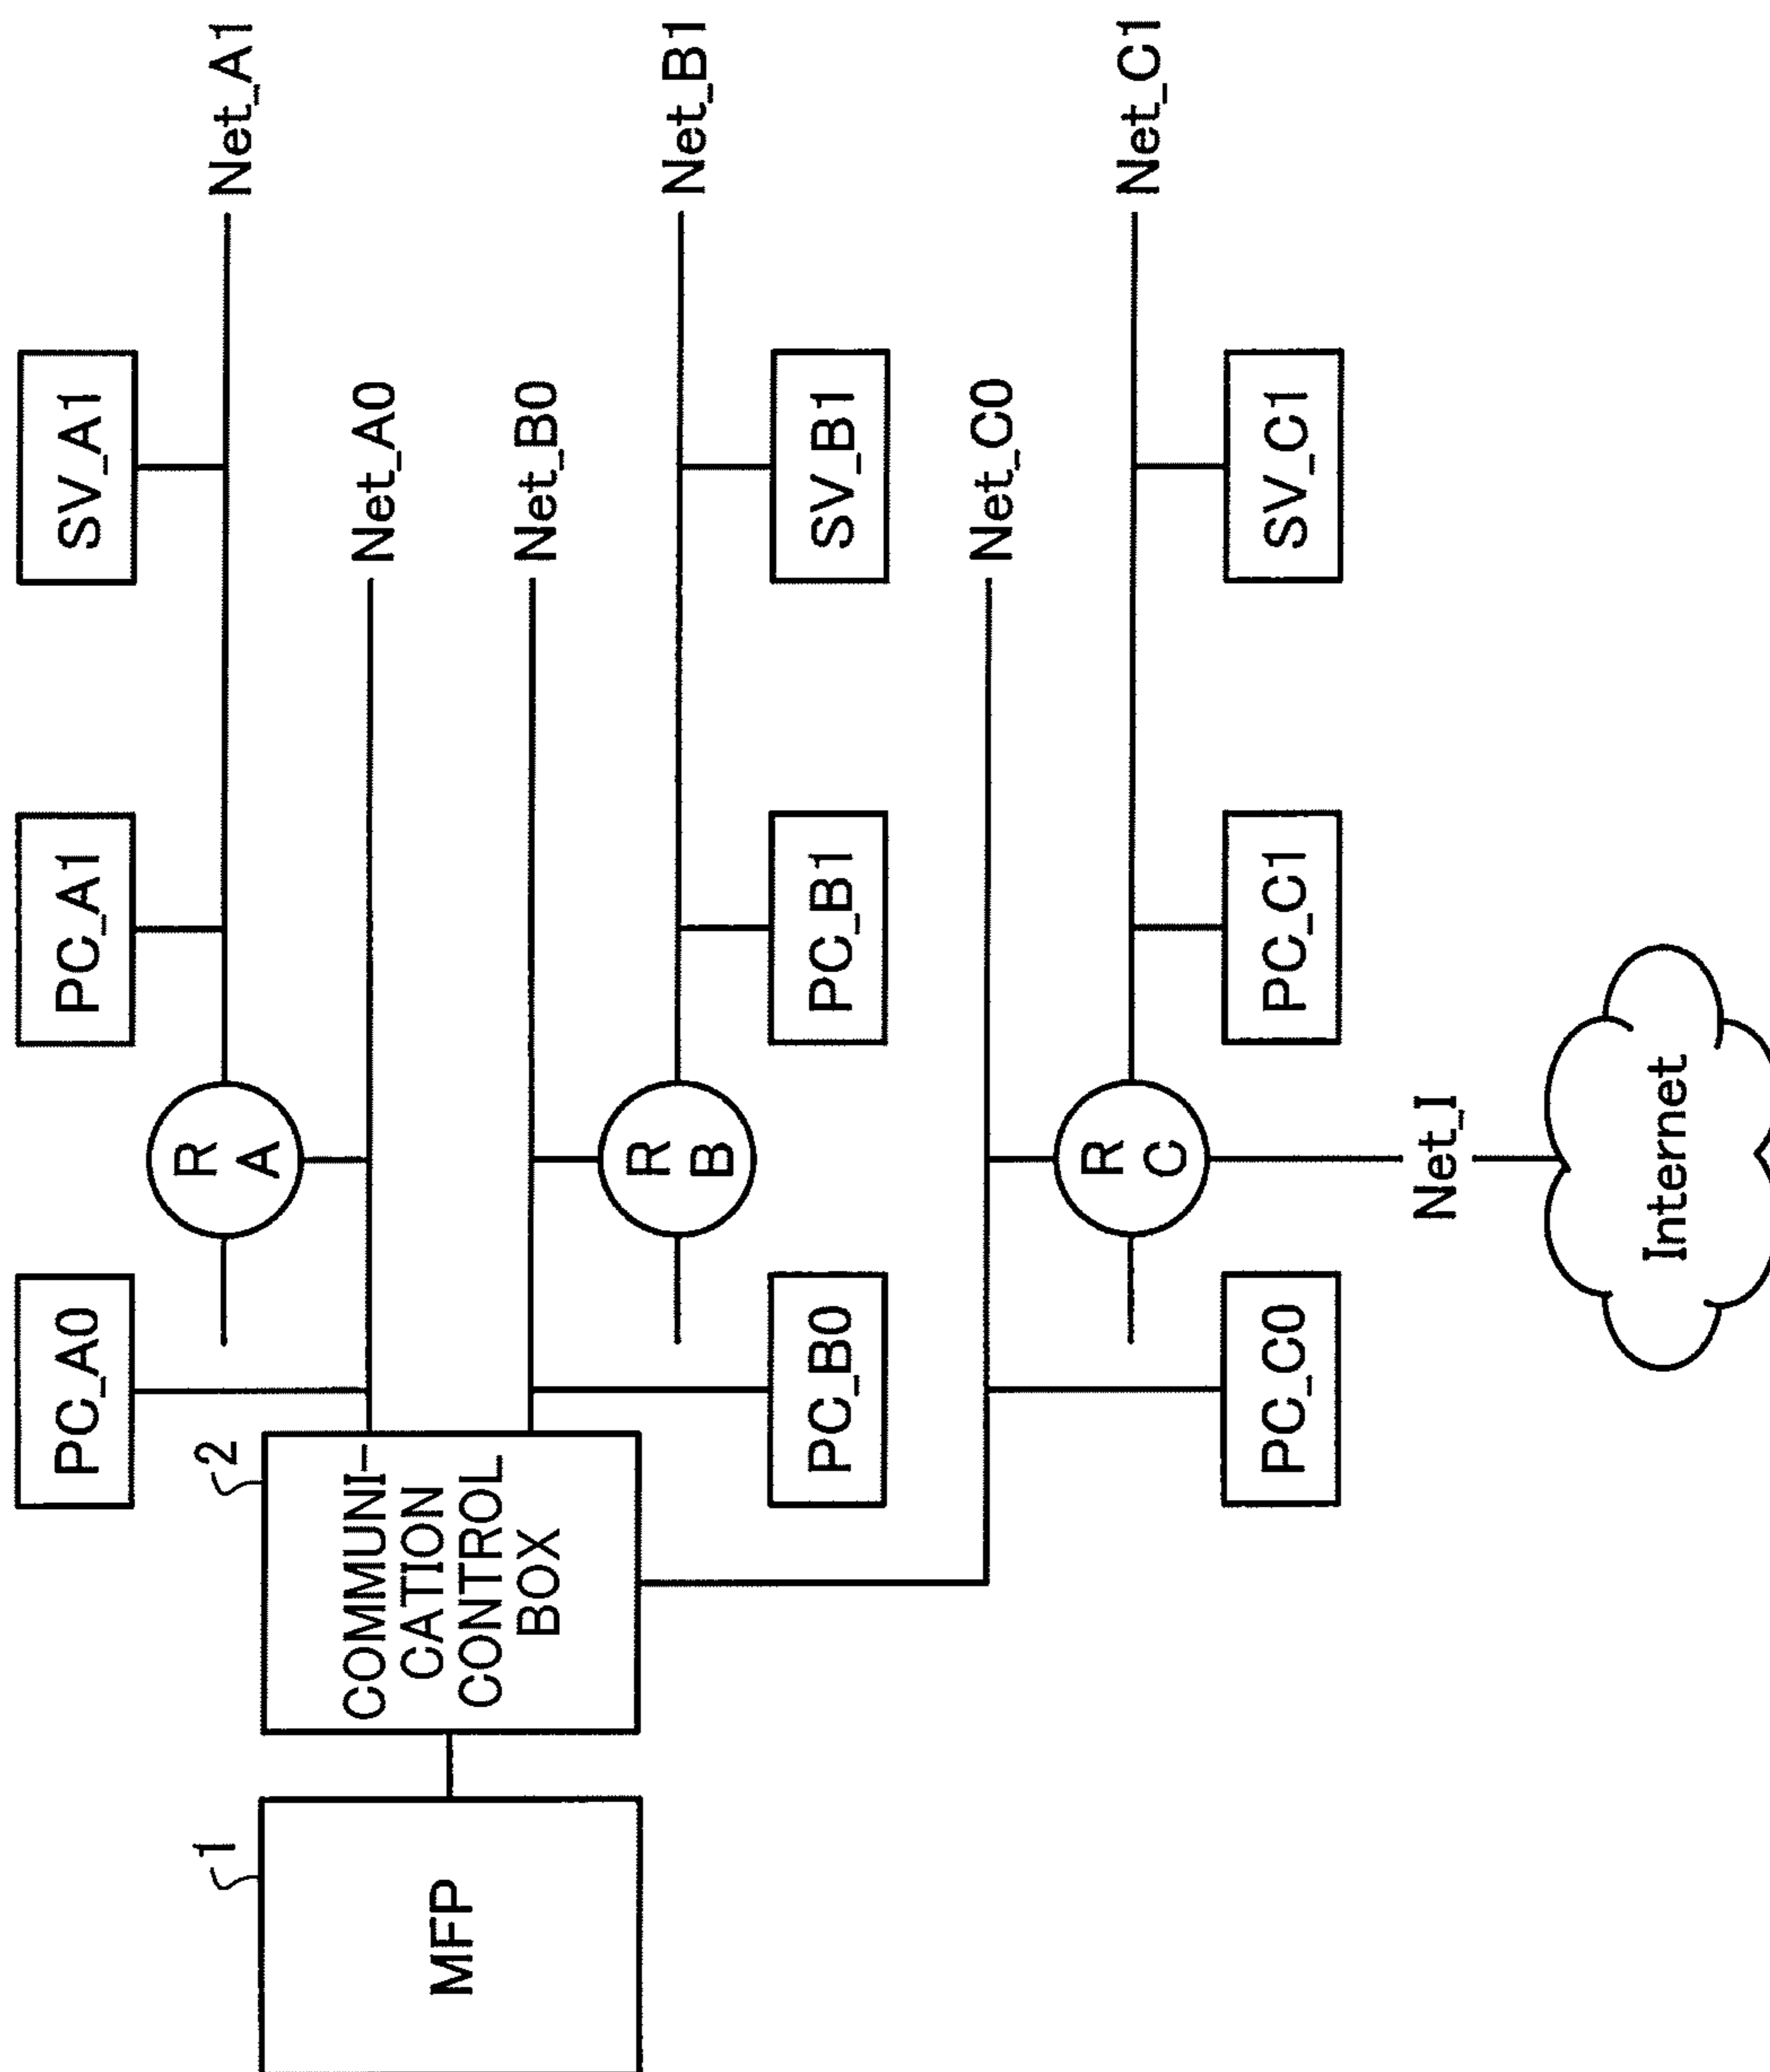 Net_A1
SV_A1
PC_A1
R
A
PC_A0
Net_A0
2
COMMUNI-
CATION
CONTROL
BOX
1
MFP
Net_B0
Net_B1
SV_B1
PC_B1
R
B
PC_B0
Net_C0
Net_C1
SV_C1
PC_C1
R
C
PC_C0
Net_I
Internet